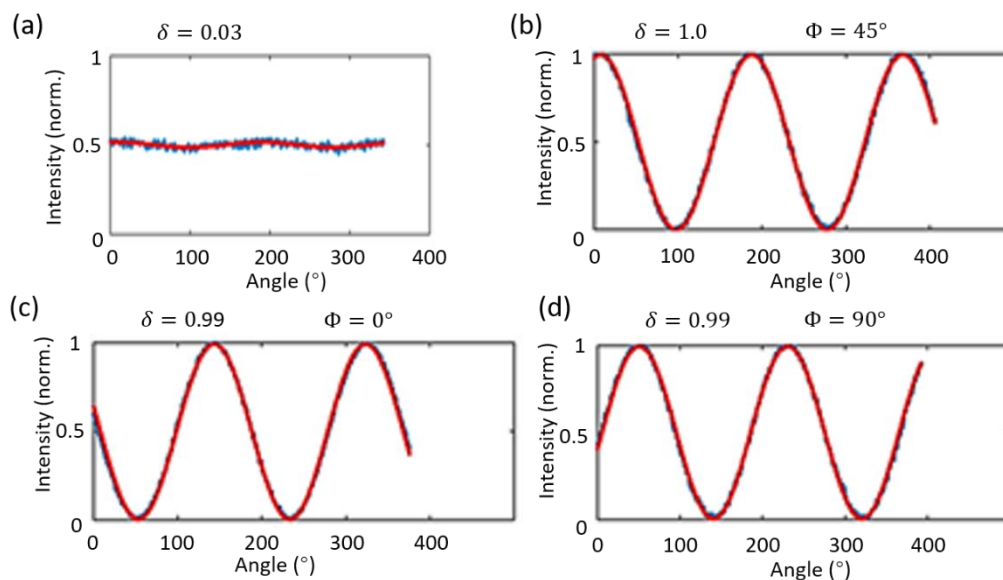 (a)
δ = 0.03
Intensity (norm.)
1
0.5
0
0 100 200 300 400
Angle (°)
(b)
δ = 1.0 Φ = 45°
Intensity (norm.)
1
0.5
0
0 100 200 300 400
Angle (°)
(c)
δ = 0.99 Φ = 0°
Intensity (norm.)
1
0.5
0
0 100 200 300 400
Angle (°)
(d)
δ = 0.99 Φ = 90°
Intensity (norm.)
1
0.5
0
0 100 200 300 400
Angle (°)